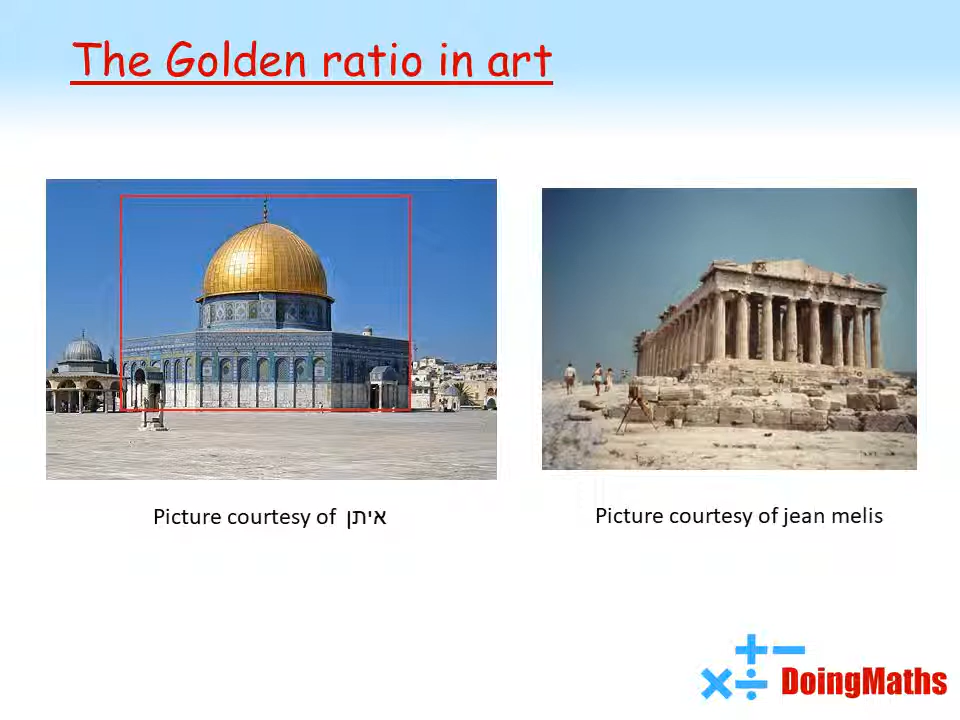 The Golden ratio in art
Picture courtesy of איתן
Picture courtesy of jean melis
DoingMaths